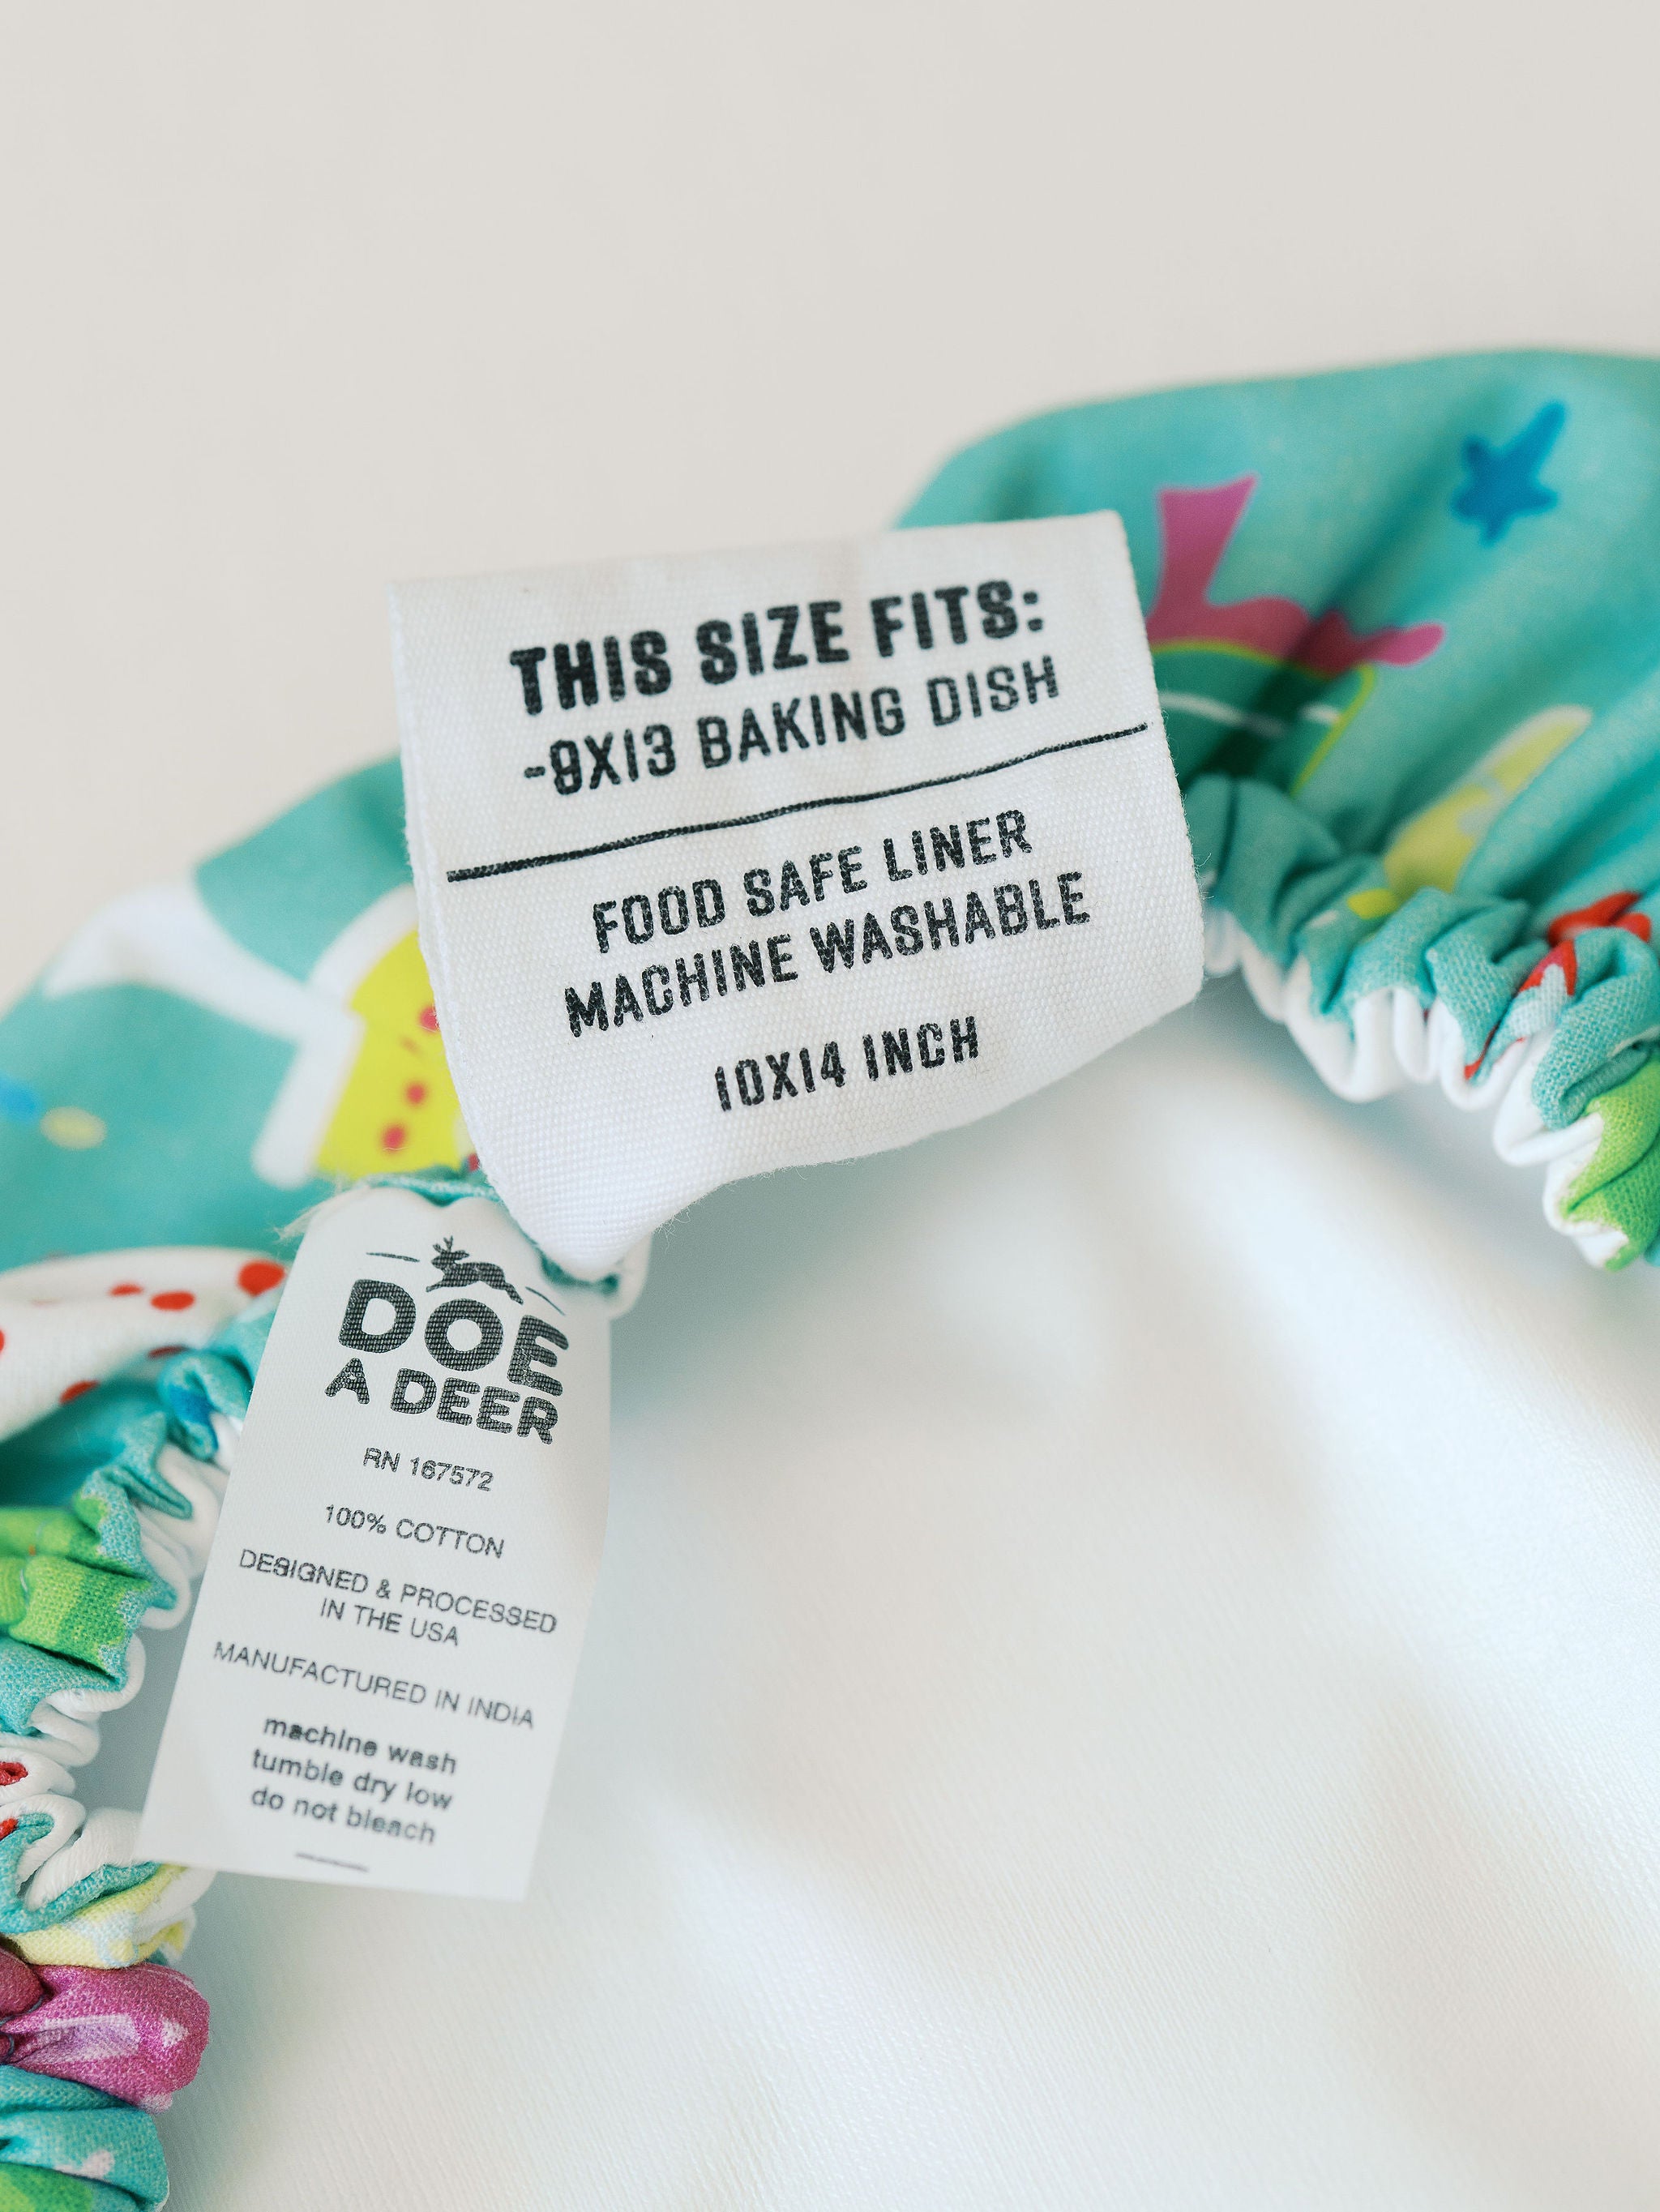 THIS SIZE FITS:
-9X13 BAKING DISH
FOOD SAFE LINER
MACHINE WASHABLE
10X14 INCH
DOE
A DEER
RN 167572
100% COTTON
DESIGNED & PROCESSED
IN THE USA
MANUFACTURED IN INDIA
machine wash
tumble dry low
do not bleach